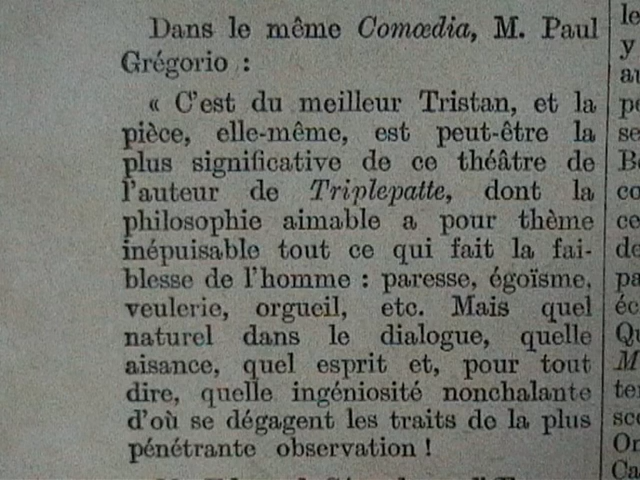 Dans le même Comœdia, M. Paul
Grégorio :
« C'est du meilleur Tristan, et la
pièce, elle-même, est peut-être la
plus significative de ce théâtre de
l'auteur de Triplepatte, dont la
philosophie aimable a pour thème
inépuisable tout ce qui fait la fai-
blesse de l'homme : paresse, égoïsme,
veulerie, orgueil, etc. Mais quel
naturel dans le dialogue, quelle
aisance, quel esprit et, pour tout
dire, quelle ingéniosité nonchalante
d'où se dégagent les traits de la plus
pénétrante observation !